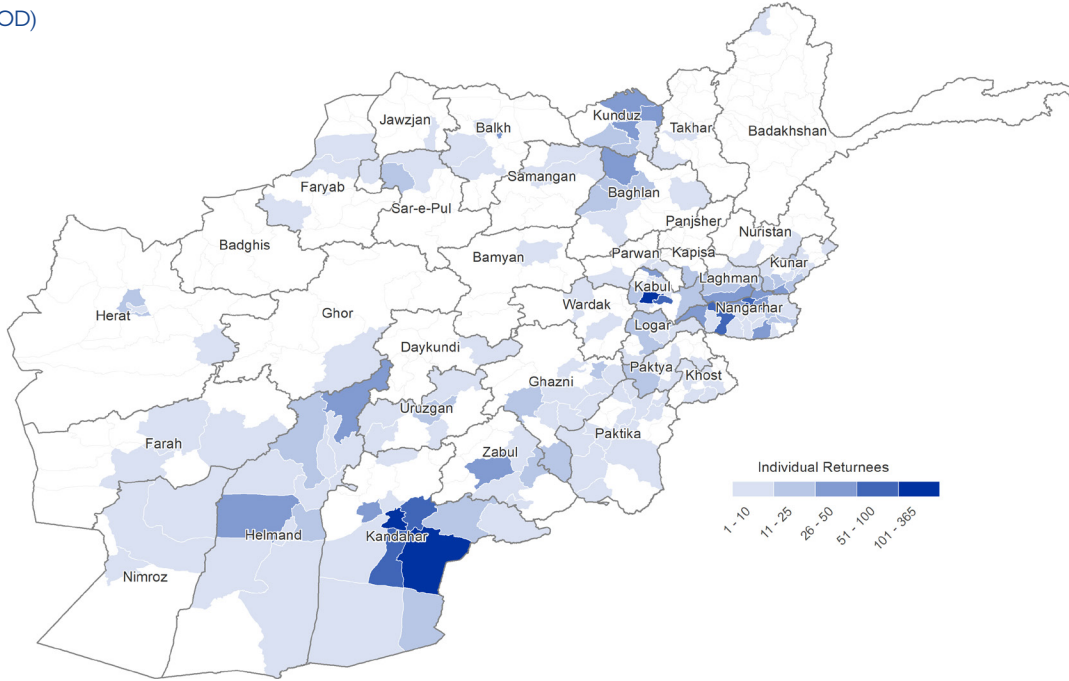 OD)
Kunduz
Jawzjan
Balkh
Takhar
Badakhshan
Samangan
Faryab
Baghlan
Sar-e-Pul
Panjsher
Nuristan
Badghis
Bamyan
Parwan
Kapisa
Kunar
Laghman
Kabul
Wardak
Nangarhar
Herat
Ghor
Logar
Daykundi
Paktya
Khost
Ghazni
Uruzgan
Paktika
Farah
Zabul
Individual Returnees
1 - 10
11 - 25
26 - 50
51 - 100
101 - 365
Helmand
Kandahar
Nimroz